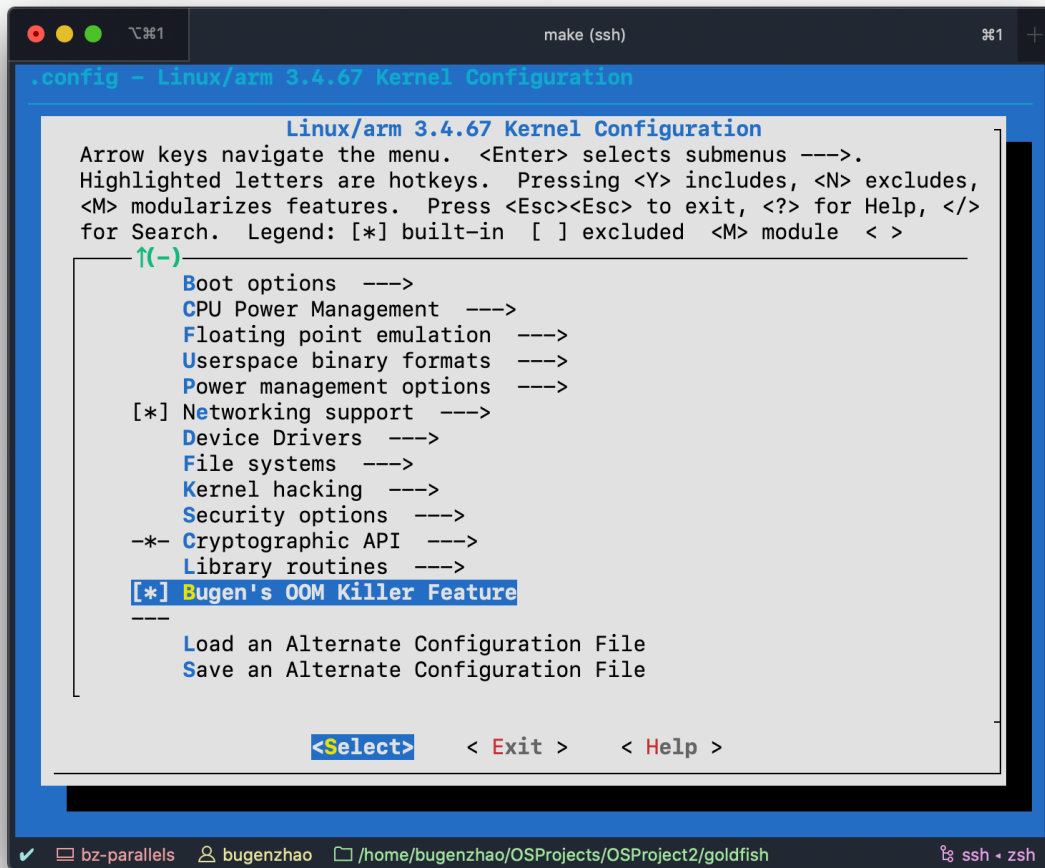 ⌥⌘1 make (ssh) ⌘1
.config - Linux/arm 3.4.67 Kernel Configuration
Linux/arm 3.4.67 Kernel Configuration
Arrow keys navigate the menu.  <Enter> selects submenus --->.
Highlighted letters are hotkeys.  Pressing <Y> includes, <N> excludes,
<M> modularizes features.  Press <Esc><Esc> to exit, <?> for Help, </>
for Search.  Legend: [*] built-in  [ ] excluded  <M> module  < >
↑(-)
Boot options  --->
CPU Power Management  --->
Floating point emulation  --->
Userspace binary formats  --->
Power management options  --->
[*] Networking support  --->
Device Drivers  --->
File systems  --->
Kernel hacking  --->
Security options  --->
-*- Cryptographic API  --->
Library routines  --->
[*] Bugen's OOM Killer Feature
---
Load an Alternate Configuration File
Save an Alternate Configuration File
<Select>    < Exit >    < Help >
✔ bz-parallels bugenzhao /home/bugenzhao/OSProjects/OSProject2/goldfish ssh ◂ zsh